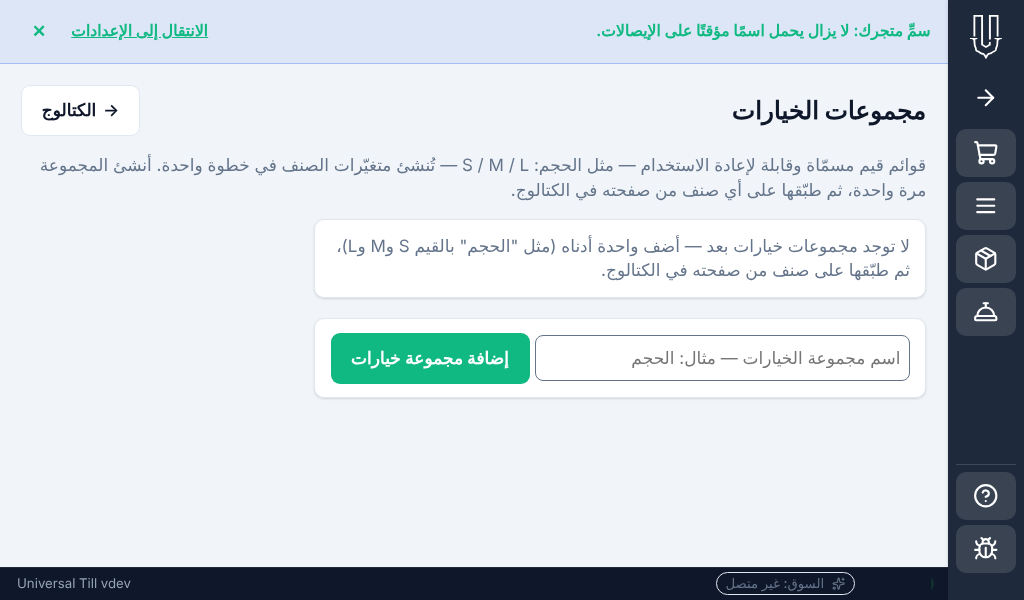 سمِّ متجرك: لا يزال يحمل اسمًا مؤقتًا على الإيصالات.
الانتقال إلى الإعدادات
✕
مجموعات الخيارات
→ الكتالوج
قوائم قيم مسمّاة وقابلة لإعادة الاستخدام — مثل الحجم: S / M / L — تُنشئ متغيّرات الصنف في خطوة واحدة. أنشئ المجموعة
مرة واحدة، ثم طبّقها على أي صنف من صفحته في الكتالوج.
لا توجد مجموعات خيارات بعد — أضف واحدة أدناه (مثل "الحجم" بالقيم S وM وL)،
ثم طبّقها على صنف من صفحته في الكتالوج.
اسم مجموعة الخيارات — مثال: الحجم
إضافة مجموعة خيارات
السوق: غير متصل
Universal Till vdev